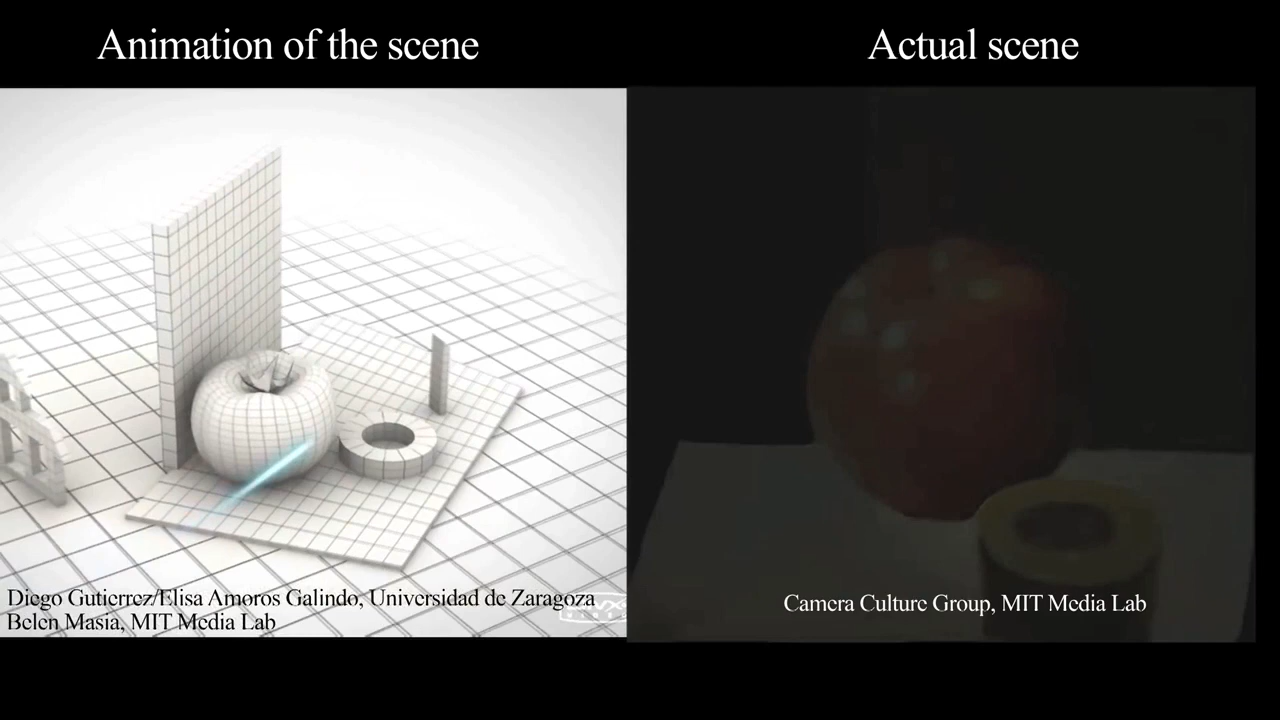 Animation of the scene
Actual scene
Diego Gutierrez/Elisa Amoros Galindo, Universidad de Zaragoza
Belen Masia, MIT Media Lab
Camera Culture Group, MIT Media Lab